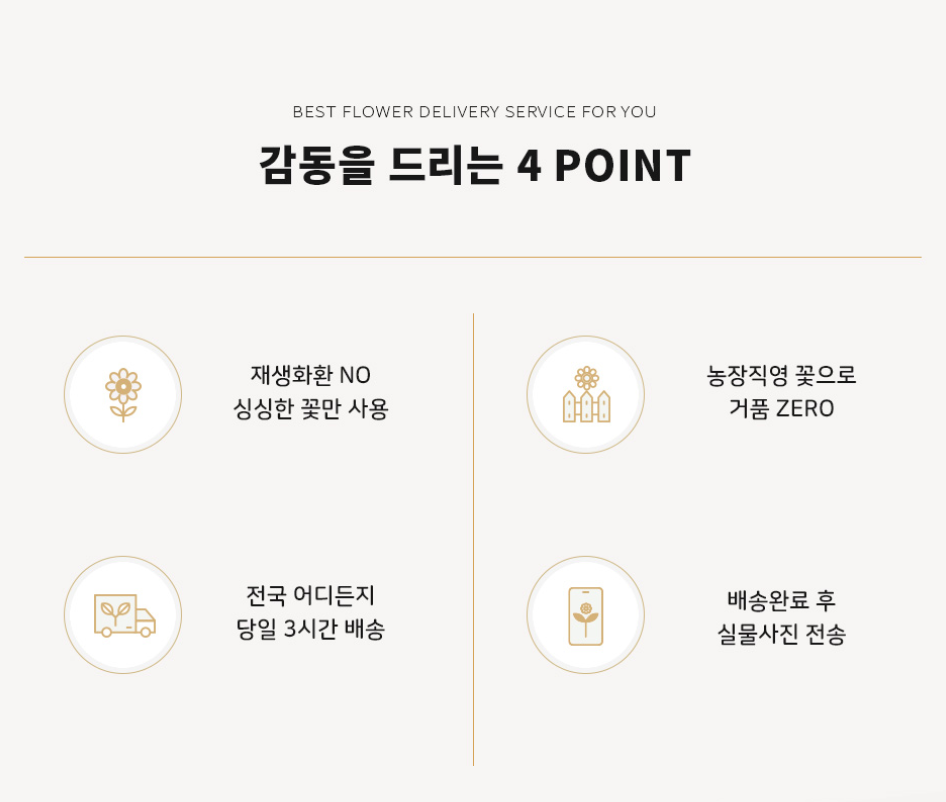 BEST FLOWER DELIVERY SERVICE FOR YOU
감동을 드리는 4 POINT
재생화환 NO
싱싱한 꽃만 사용
농장직영 꽃으로
거품 ZERO
전국 어디든지
당일 3시간 배송
배송완료 후
실물사진 전송